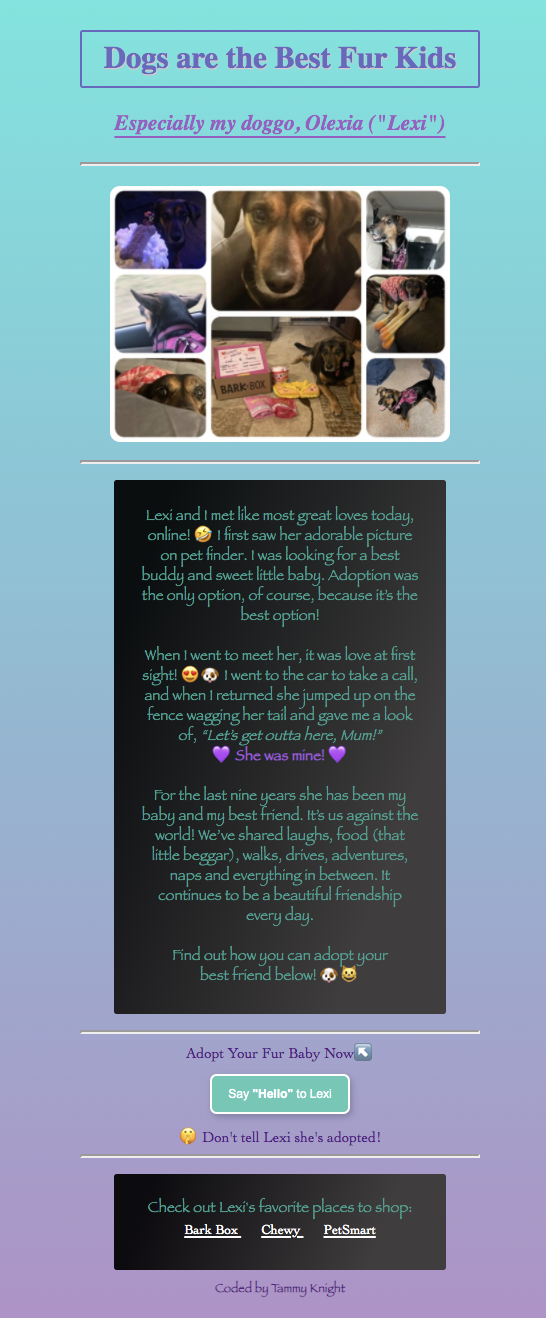 Dogs are the Best Fur Kids
Especially my doggo, Olexia ("Lexi")
BARK BOX
Lexi and I met like most great loves today,
online! 🤣 I first saw her adorable picture
on pet finder. I was looking for a best
buddy and sweet little baby. Adoption was
the only option, of course, because it's the
best option!
When I went to meet her, it was love at first
sight! 😍🐶 I went to the car to take a call,
and when I returned she jumped up on the
fence wagging her tail and gave me a look
of, “Let's get outta here, Mum!”
💜 She was mine! 💜
For the last nine years she has been my
baby and my best friend. It's us against the
world! We've shared laughs, food (that
little beggar), walks, drives, adventures,
naps and everything in between. It
continues to be a beautiful friendship
every day.
Find out how you can adopt your
best friend below! 🐶😺
Adopt Your Fur Baby Now↖️
Say "Hello" to Lexi
🤫 Don't tell Lexi she's adopted!
Check out Lexi's favorite places to shop:
Bark Box Chewy PetSmart
Coded by Tammy Knight